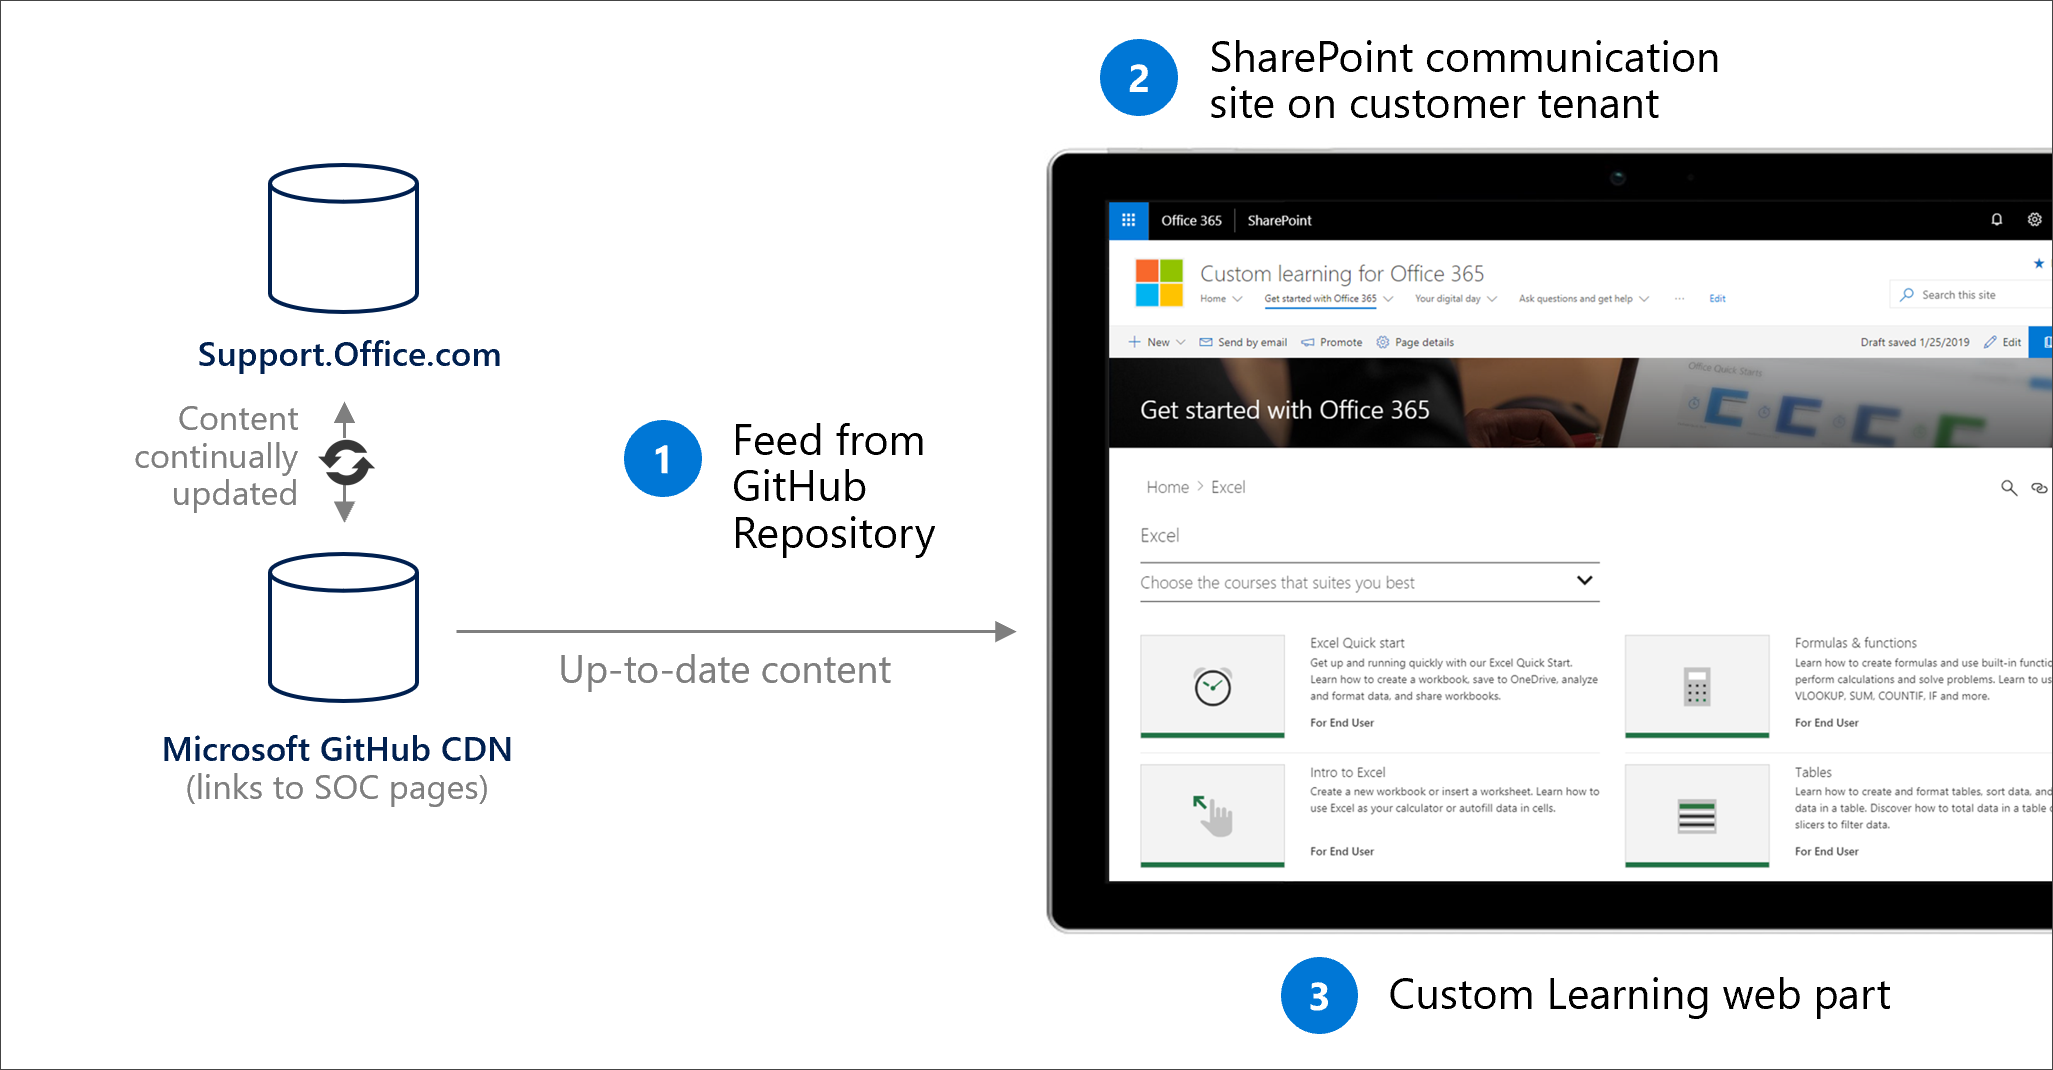 2
SharePoint communication
site on customer tenant
Support.Office.com
Content
continually
updated
1
Feed from
GitHub
Repository
Up-to-date content
Microsoft GitHub CDN
(links to SOC pages)
Office 365
SharePoint
Custom learning for Office 365
Home
Get started with Office 365
Your digital day
Ask questions and get help
...
Edit
Search this site
New
Send by email
Promote
Page details
Draft saved 1/25/2019
Edit
Office Quick Starts
Get started with Office 365
Home > Excel
Excel
Choose the courses that suites you best
Excel Quick start
Get up and running quickly with our Excel Quick Start.
Learn how to create a workbook, save to OneDrive, analyze
and format data, and share workbooks.
For End User
Formulas & functions
Learn how to create formulas and use built-in functic
perform calculations and solve problems. Learn to us
VLOOKUP, SUM, COUNTIF, IF and more.
For End User
Intro to Excel
Create a new workbook or insert a worksheet. Learn how to
use Excel as your calculator or autofill data in cells.
For End User
Tables
Learn how to create and format tables, sort data, and
data in a table. Discover how to total data in a table
slicers to filter data.
For End User
3
Custom Learning web part